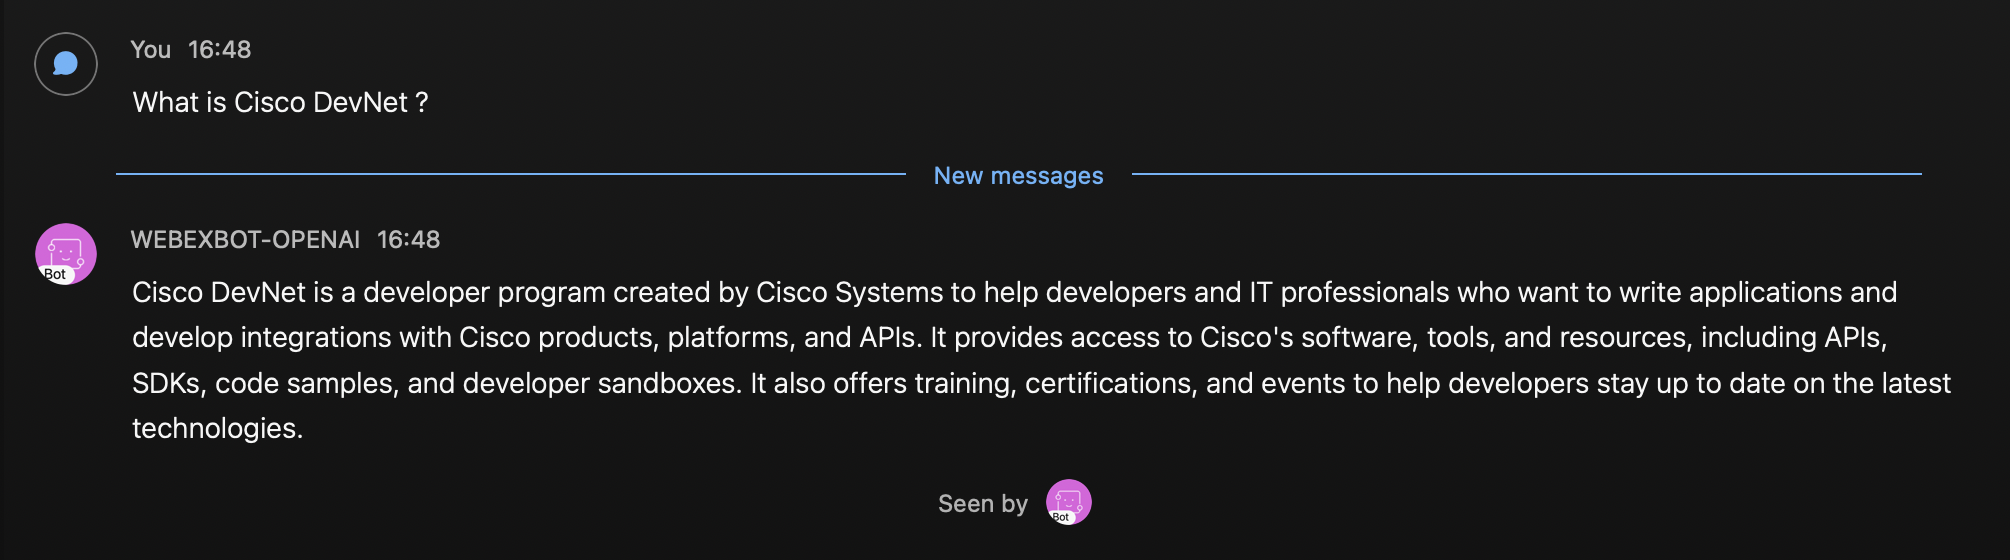 You 16:48
What is Cisco DevNet ?
New messages
WEBEXBOT-OPENAI 16:48
Bot
Cisco DevNet is a developer program created by Cisco Systems to help developers and IT professionals who want to write applications and
develop integrations with Cisco products, platforms, and APIs. It provides access to Cisco's software, tools, and resources, including APIs,
SDKs, code samples, and developer sandboxes. It also offers training, certifications, and events to help developers stay up to date on the latest
technologies.
Seen by
Bot